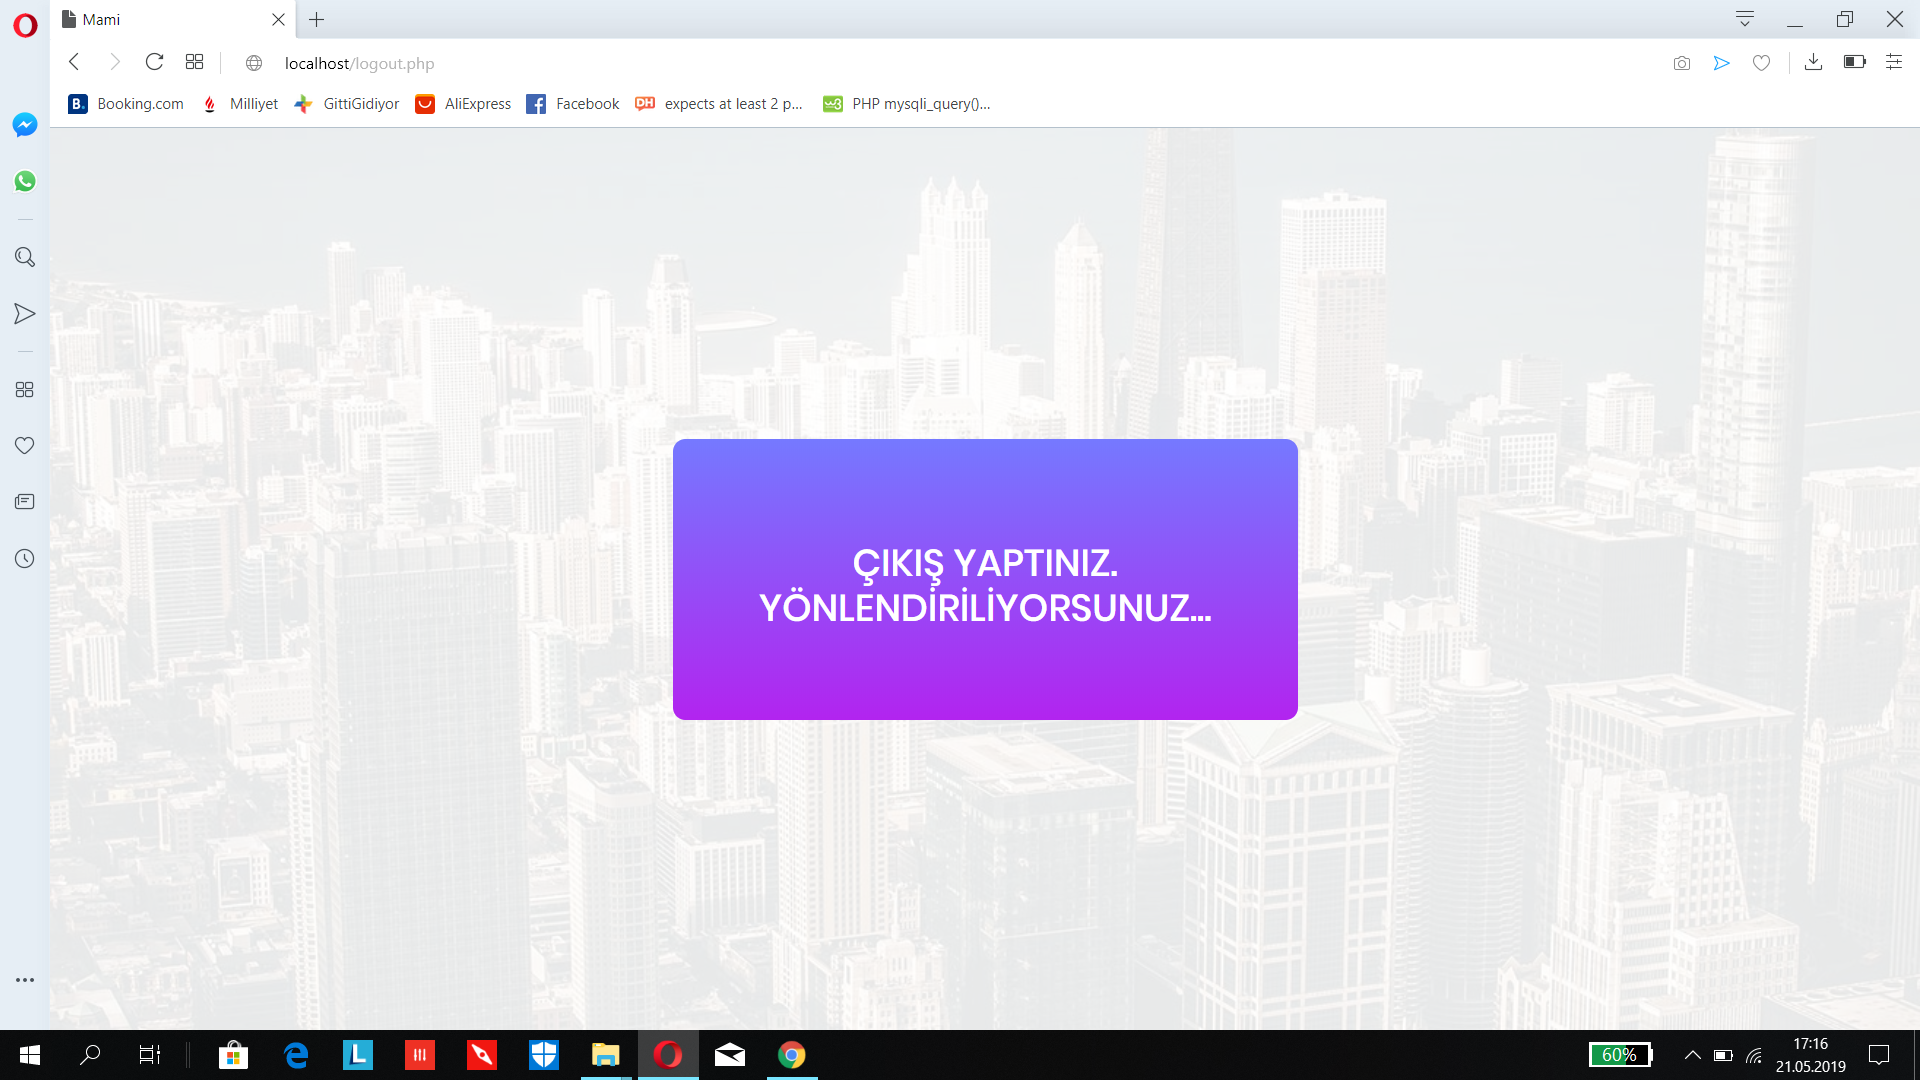 Mami
localhost/logout.php
Booking.com
Milliyet
GittiGidiyor
AliExpress
Facebook
expects at least 2 p...
PHP mysqli_query()...
ÇIKIŞ YAPTINIZ.
YÖNLENDİRİLİYORSUNUZ...
60%
17:16
21.05.2019